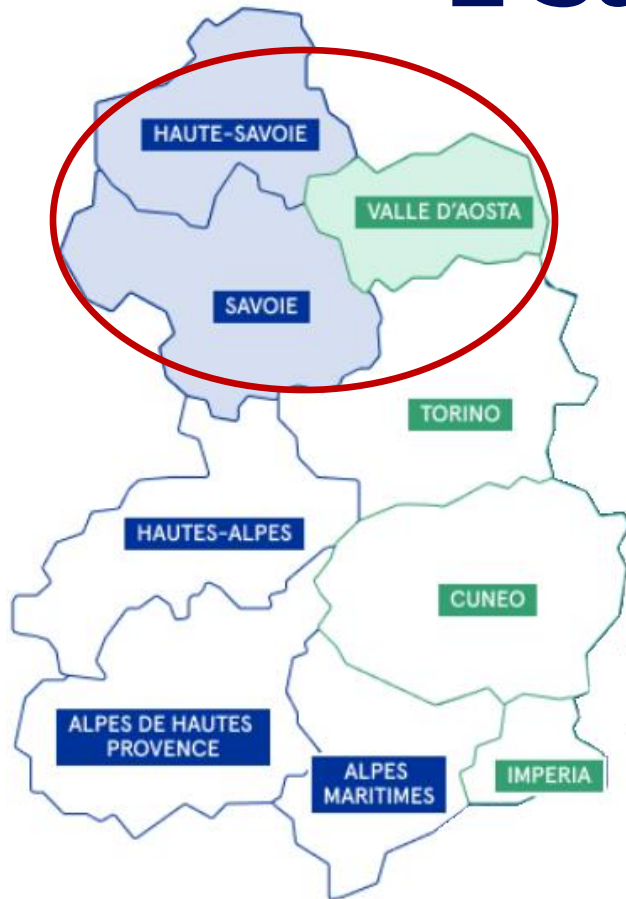 HAUTE-SAVOIE
VALLE D'AOSTA
SAVOIE
TORINO
HAUTES-ALPES
CUNEO
ALPES DE HAUTES
PROVENCE
ALPES
MARITIMES
IMPERIA